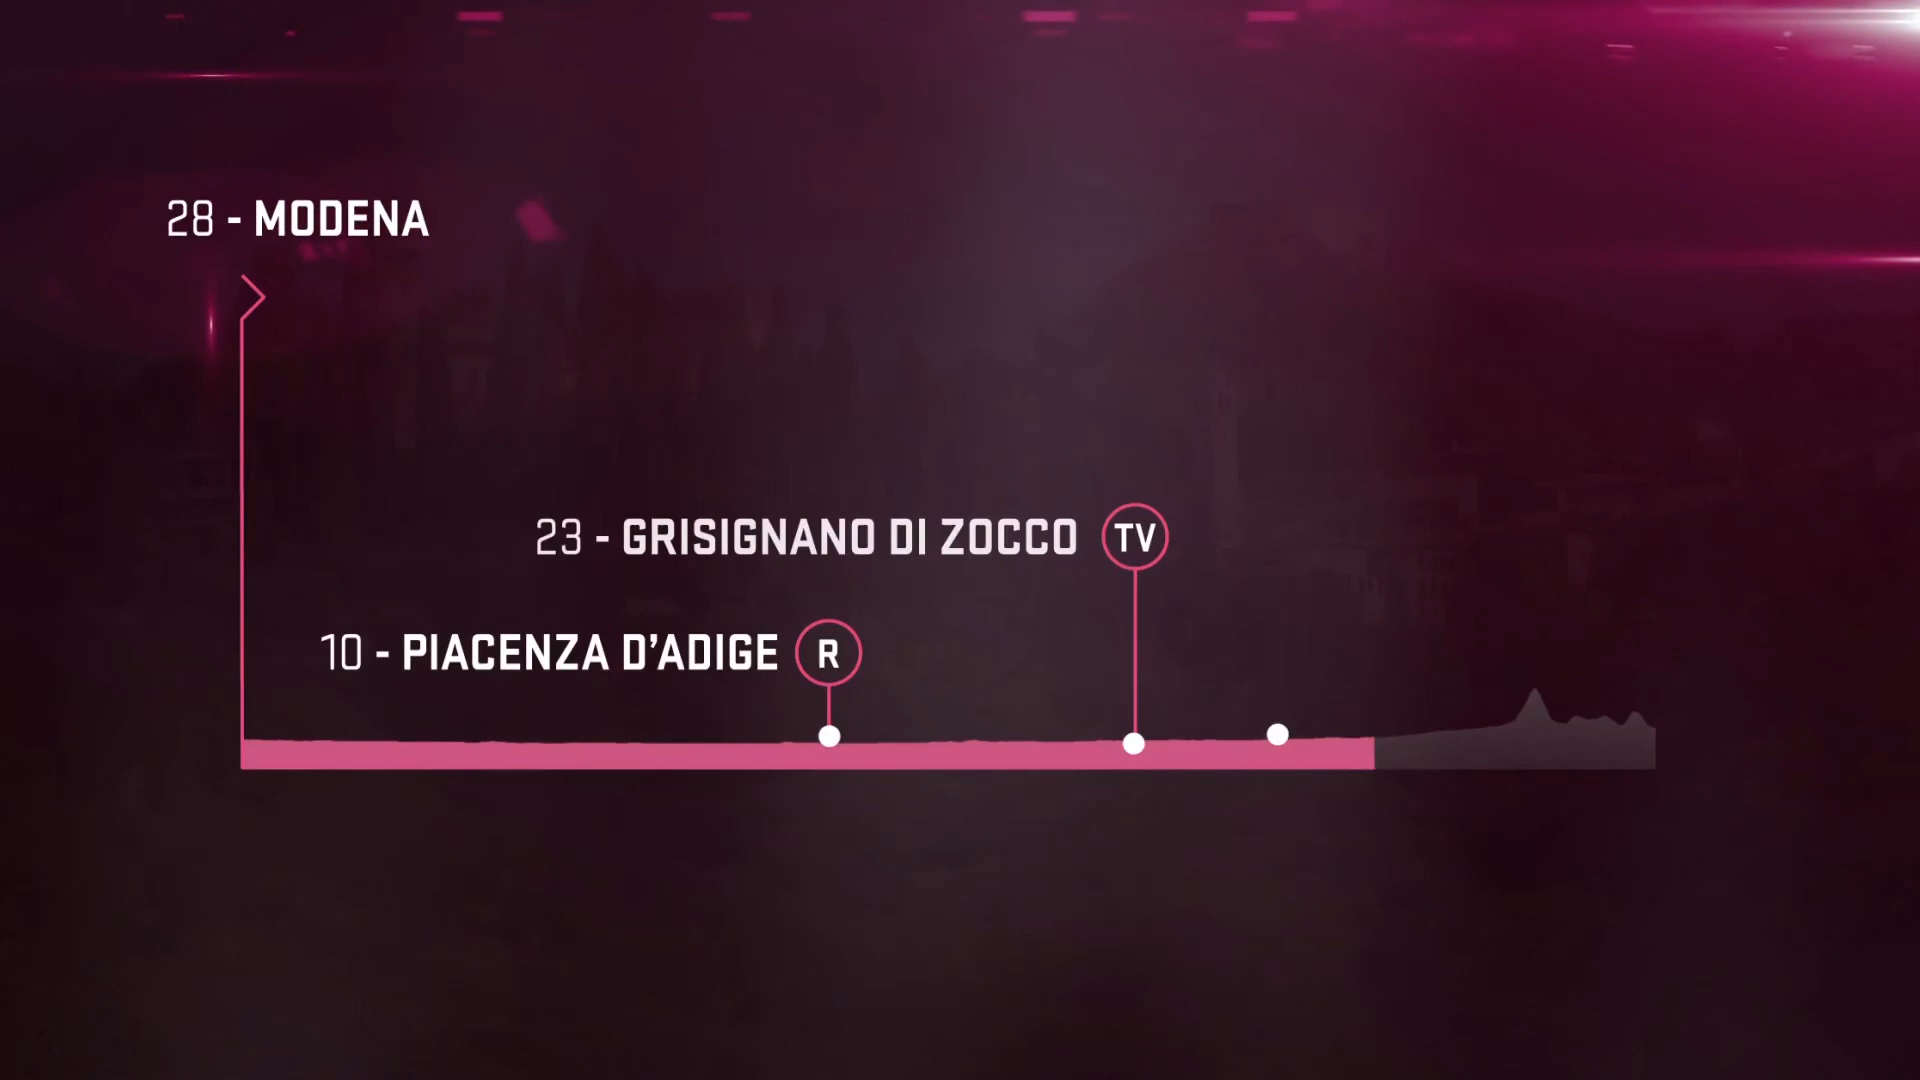 28 - MODENA
23 - GRISIGNANO DI ZOCCO TV
10 - PIACENZA D'ADIGE R